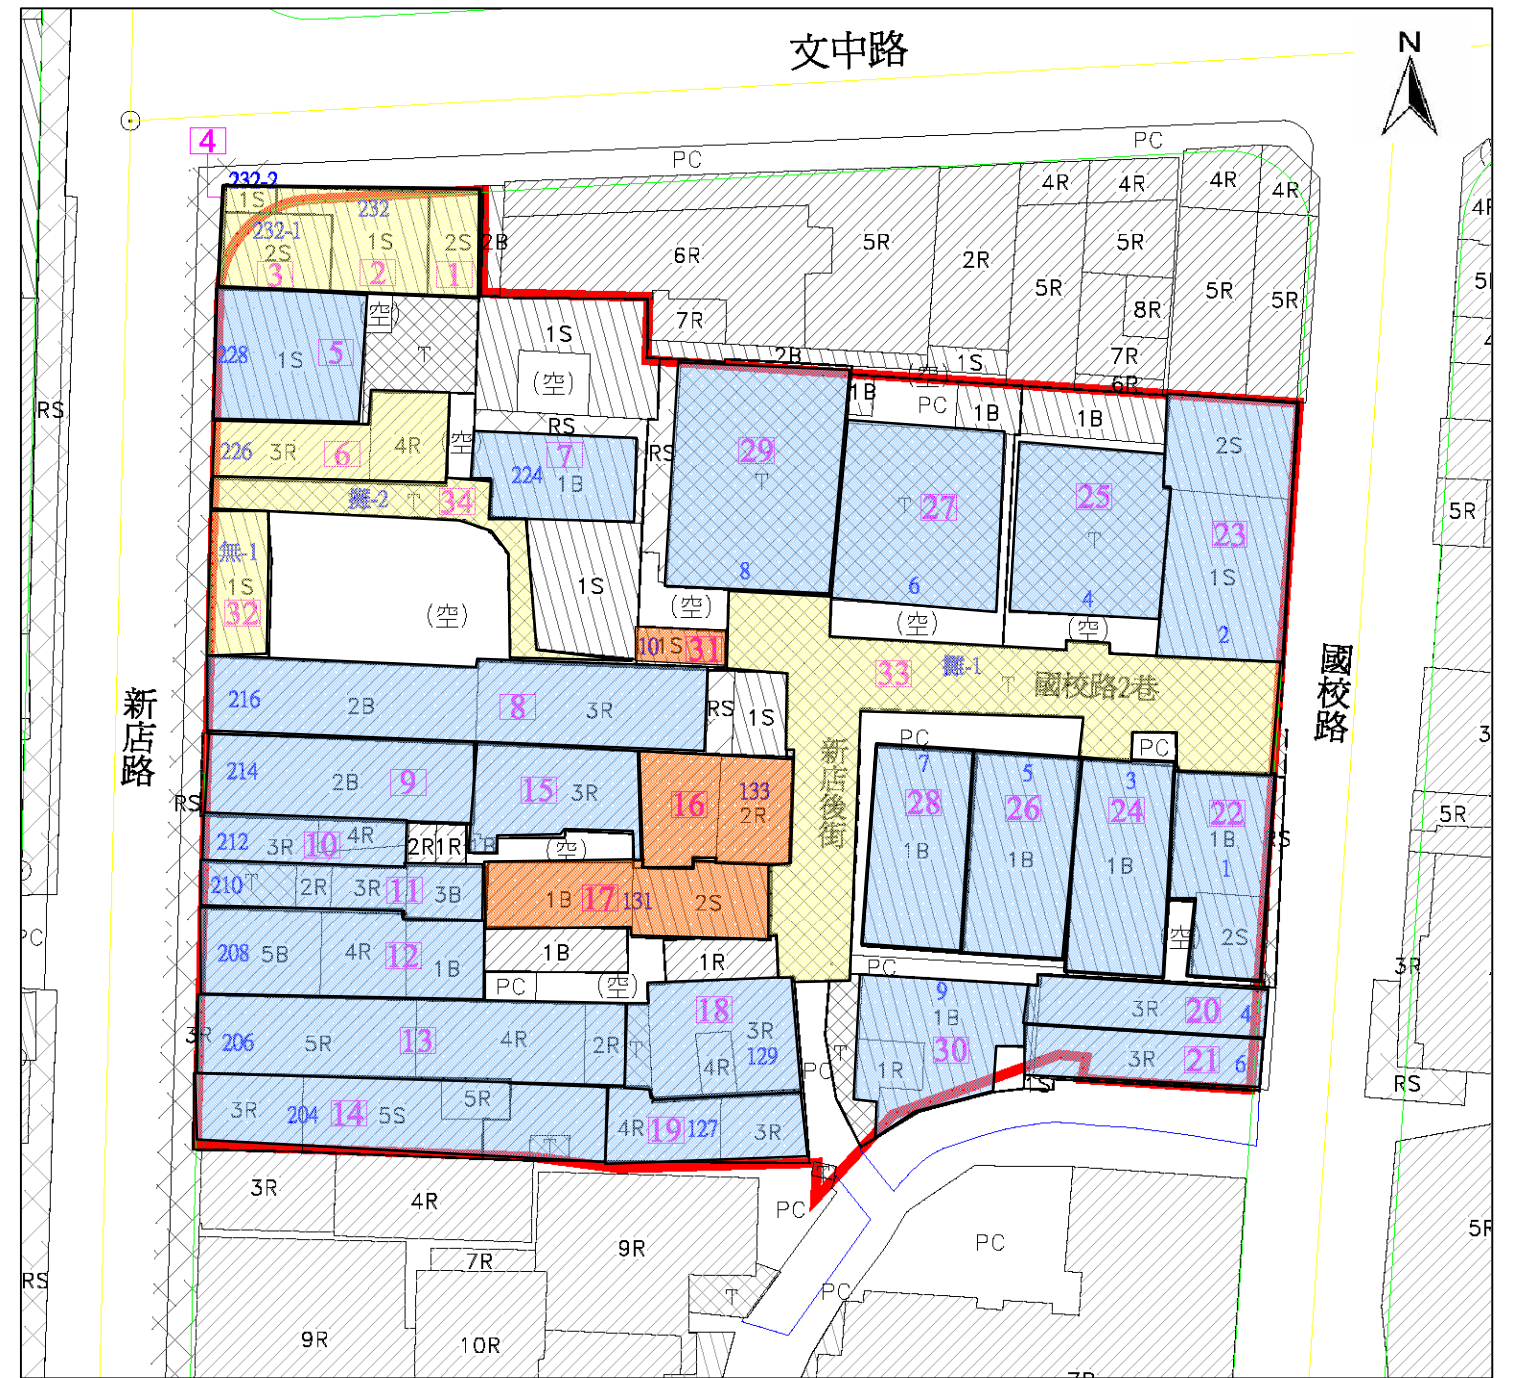 文中路
N
4
PC
PC
232-2
1S
232
232-1
2S
1S
2S
2B
3
2
1
6R
5R
2R
4R
4R
4R
4R
5R
5R
5R
5R
8R
7R
7R
6R
4R
5R
228
1S
5
(空)
T
1S
(空)
2B
1S
(空)
RS
RS
226
3R
6
4R
(空)
224
7
1B
RS
29
T
8
1B
PC
1B
1B
27
T
6
25
T
4
2S
23
1S
2
5R
無-2
T
34
無-1
1S
32
(空)
1S
(空)
(空)
(空)
10
1S
31
33
無-1
T
國校路2巷
新店路
國校路
新店後街
216
2B
8
3R
RS
1S
214
2B
9
15
3R
16
133
2R
RS
212
3R
10
4R
2R
1R
(空)
210
T
2R
3R
11
3B
1B
17
131
2S
208
5B
4R
12
1B
1B
1R
PC
(空)
PC
PC
7
28
1B
5
26
1B
3
24
1B
PC
22
1B
1
2S
空
RS
5R
3R
3R
206
5R
13
4R
2R
T
18
3R
4R
129
PC
T
9
1B
30
1R
3R
20
4
3R
21
6
1S
RS
3R
204
14
5S
5R
T
4R
19
127
3R
T
PC
3R
4R
7R
9R
9R
10R
T
PC
PC
5R
RS
7R